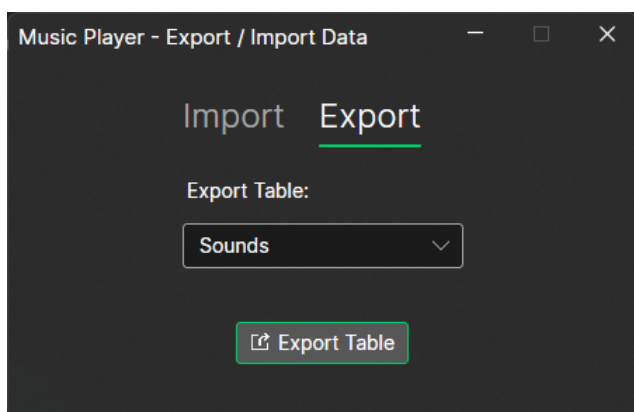 Music Player - Export / Import Data
Import Export
Export Table:
Sounds
Export Table